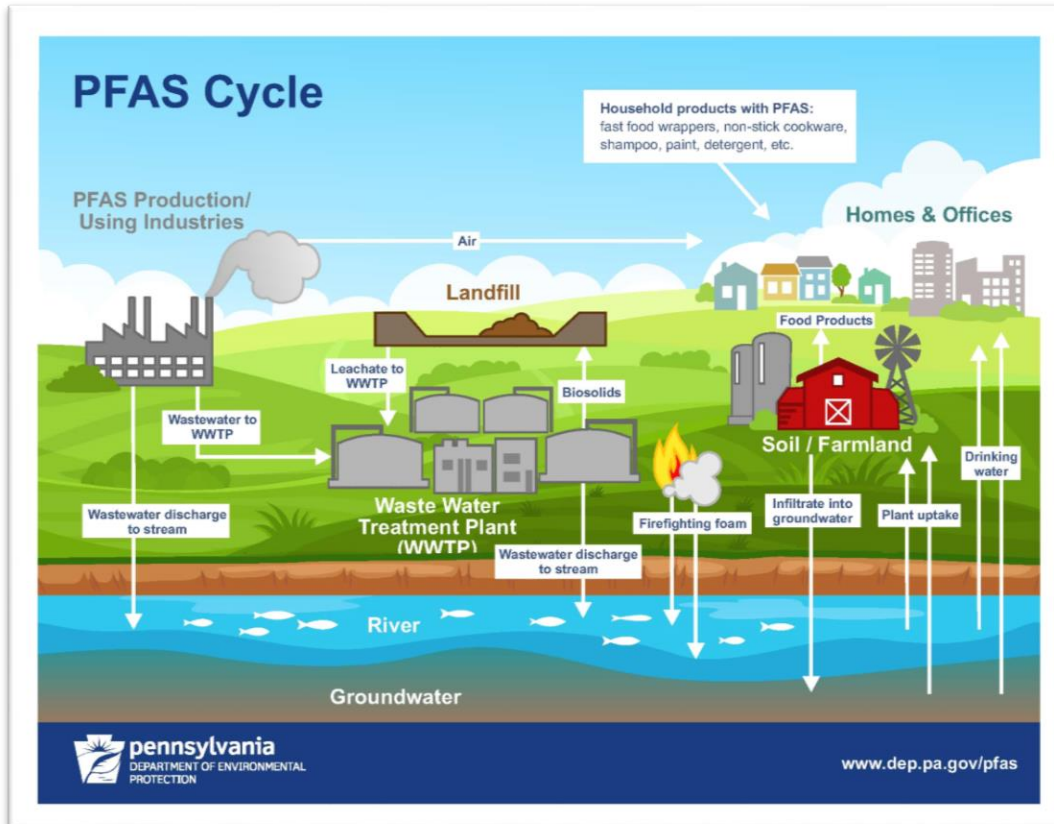 PFAS Cycle
Household products with PFAS:
fast food wrappers, non-stick cookware,
shampoo, paint, detergent, etc.
PFAS Production/
Using Industries
Homes & Offices
Air
Landfill
Food Products
Leachate to
WWTP
Biosolids
Wastewater to
WWTP
Soil / Farmland
Drinking
water
Waste Water
Treatment Plant
(WWTP)
Wastewater discharge
to stream
Firefighting foam
Infiltrate into
groundwater
Plant uptake
Wastewater discharge
to stream
River
Groundwater
pennsylvania
DEPARTMENT OF ENVIRONMENTAL
PROTECTION
www.dep.pa.gov/pfas